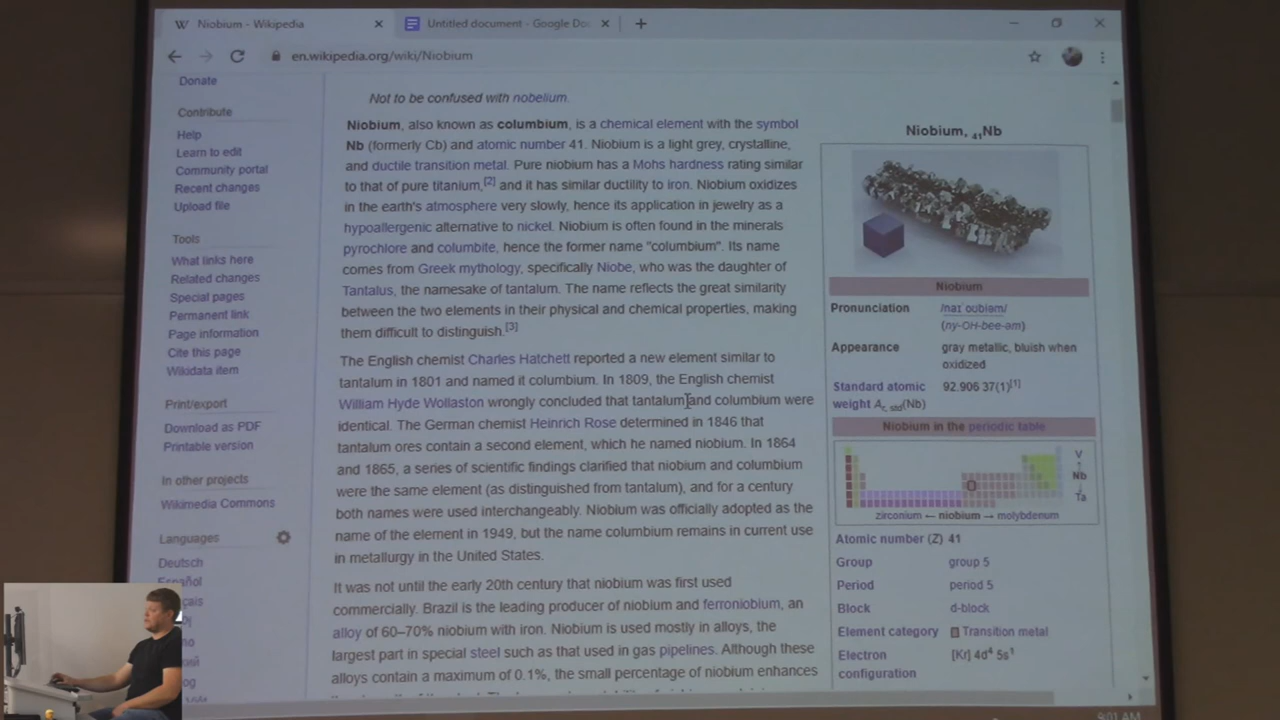 Niobium - Wikipedia
Untitled document - Google Do
en.wikipedia.org/wiki/Niobium
Donate
Contribute
Help
Learn to edit
Community portal
Recent changes
Upload file
Tools
What links here
Related changes
Special pages
Permanent link
Page information
Cite this page
Wikidata item
Print/export
Download as PDF
Printable version
In other projects
Wikimedia Commons
Languages
Deutsch
Español
Not to be confused with nobelium.
Niobium, also known as columbium, is a chemical element with the symbol
Nb (formerly Cb) and atomic number 41. Niobium is a light grey, crystalline,
and ductile transition metal. Pure niobium has a Mohs hardness rating similar
to that of pure titanium,[2] and it has similar ductility to iron. Niobium oxidizes
in the earth's atmosphere very slowly, hence its application in jewelry as a
hypoallergenic alternative to nickel. Niobium is often found in the minerals
pyrochlore and columbite, hence the former name "columbium". Its name
comes from Greek mythology, specifically Niobe, who was the daughter of
Tantalus, the namesake of tantalum. The name reflects the great similarity
between the two elements in their physical and chemical properties, making
them difficult to distinguish.[3]
The English chemist Charles Hatchett reported a new element similar to
tantalum in 1801 and named it columbium. In 1809, the English chemist
William Hyde Wollaston wrongly concluded that tantalum and columbium were
identical. The German chemist Heinrich Rose determined in 1846 that
tantalum ores contain a second element, which he named niobium. In 1864
and 1865, a series of scientific findings clarified that niobium and columbium
were the same element (as distinguished from tantalum), and for a century
both names were used interchangeably. Niobium was officially adopted as the
name of the element in 1949, but the name columbium remains in current use
in metallurgy in the United States.
It was not until the early 20th century that niobium was first used
commercially. Brazil is the leading producer of niobium and ferroniobium, an
alloy of 60–70% niobium with iron. Niobium is used mostly in alloys, the
largest part in special steel such as that used in gas pipelines. Although these
alloys contain a maximum of 0.1%, the small percentage of niobium enhances
Niobium, 41Nb
Niobium
Pronunciation /naɪˈoʊbiəm/
(ny-OH-bee-əm)
Appearance gray metallic, bluish when
oxidized
Standard atomic 92.906 37(1)[1]
weight Ar, std(Nb)
Niobium in the periodic table
V
↑
Nb
↓
Ta
zirconium ← niobium → molybdenum
Atomic number (Z) 41
Group group 5
Period period 5
Block d-block
Element category Transition metal
Electron [Kr] 4d4 5s1
configuration
9:01 AM